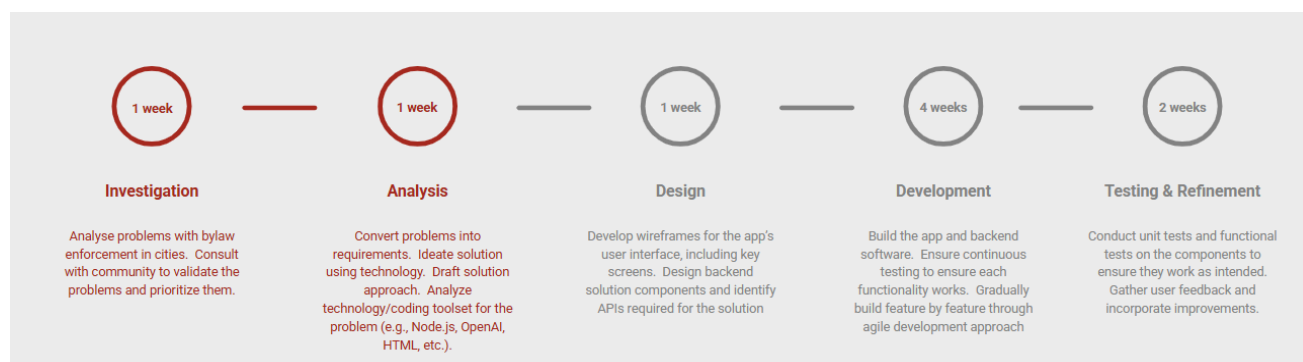 1 week
1 week
1 week
4 weeks
2 weeks
Investigation
Analysis
Design
Development
Testing & Refinement
Analyse problems with bylaw
enforcement in cities.  Consult
with community to validate the
problems and prioritize them.
Convert problems into
requirements.  Ideate solution
using technology.  Draft solution
approach.  Analyze
technology/coding toolset for the
problem (e.g., Node.js, OpenAI,
HTML, etc.).
Develop wireframes for the app's
user interface, including key
screens.  Design backend
solution components and identify
APIs required for the solution
Build the app and backend
software.  Ensure continuous
testing to ensure each
functionality works.  Gradually
build feature by feature through
agile development approach
Conduct unit tests and functional
tests on the components to
ensure they work as intended.
Gather user feedback and
incorporate improvements.